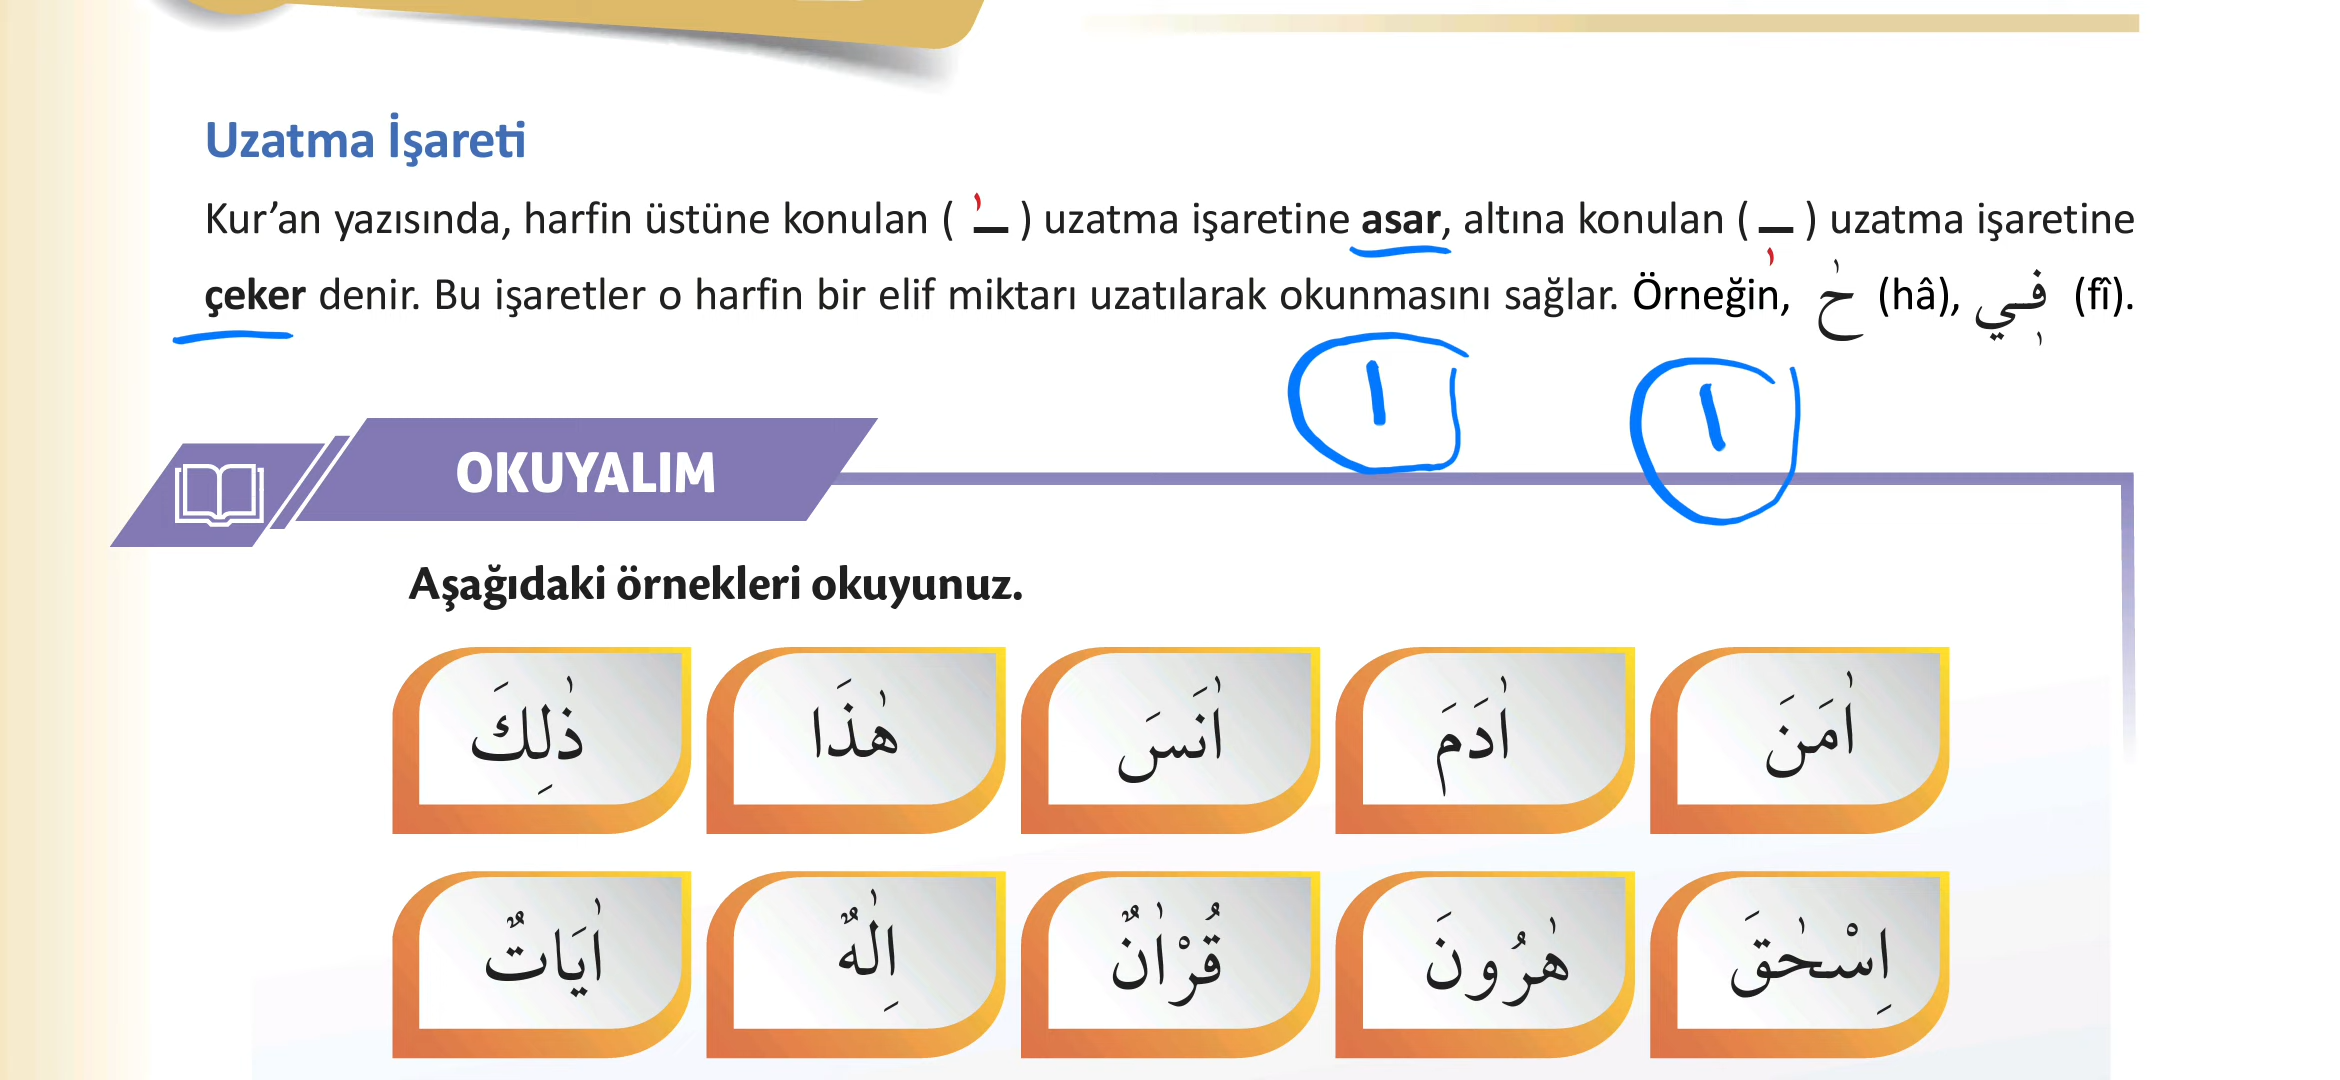 Uzatma İşareti
Kur’an yazısında, harfin üstüne konulan ( ـٰ ) uzatma işaretine asar, altına konulan ( ـٖ ) uzatma işaretine
çeker denir. Bu işaretler o harfin bir elif miktarı uzatılarak okunmasını sağlar. Örneğin, حٰ (hâ), فٖي (fî).
ا ا
OKUYALIM
Aşağıdaki örnekleri okuyunuz.
اٰمَنَ اٰدَمَ اٰنَسَ هٰذَا ذٰلِكَ
اِسْحٰقَ هٰرُونَ قُرْاٰنٌ اِلٰهٌ اٰيَاتٌ